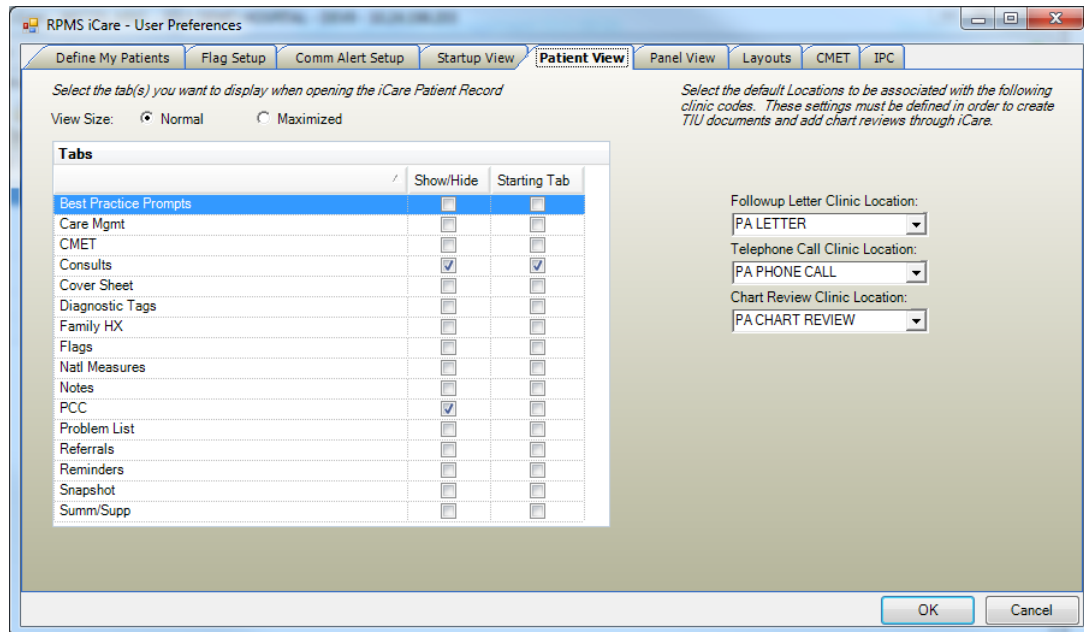 RPMS iCare - User Preferences
Define My Patients Flag Setup Comm Alert Setup Startup View Patient View Panel View Layouts CMET IPC
Select the tab(s) you want to display when opening the iCare Patient Record
View Size: Normal Maximized
Tabs
Show/Hide Starting Tab
Best Practice Prompts
Care Mgmt
CMET
Consults
Cover Sheet
Diagnostic Tags
Family HX
Flags
Natl Measures
Notes
PCC
Problem List
Referrals
Reminders
Snapshot
Summ/Supp
Select the default Locations to be associated with the following
clinic codes. These settings must be defined in order to create
TIU documents and add chart reviews through iCare.
Followup Letter Clinic Location:
PA LETTER
Telephone Call Clinic Location:
PA PHONE CALL
Chart Review Clinic Location:
PA CHART REVIEW
OK Cancel